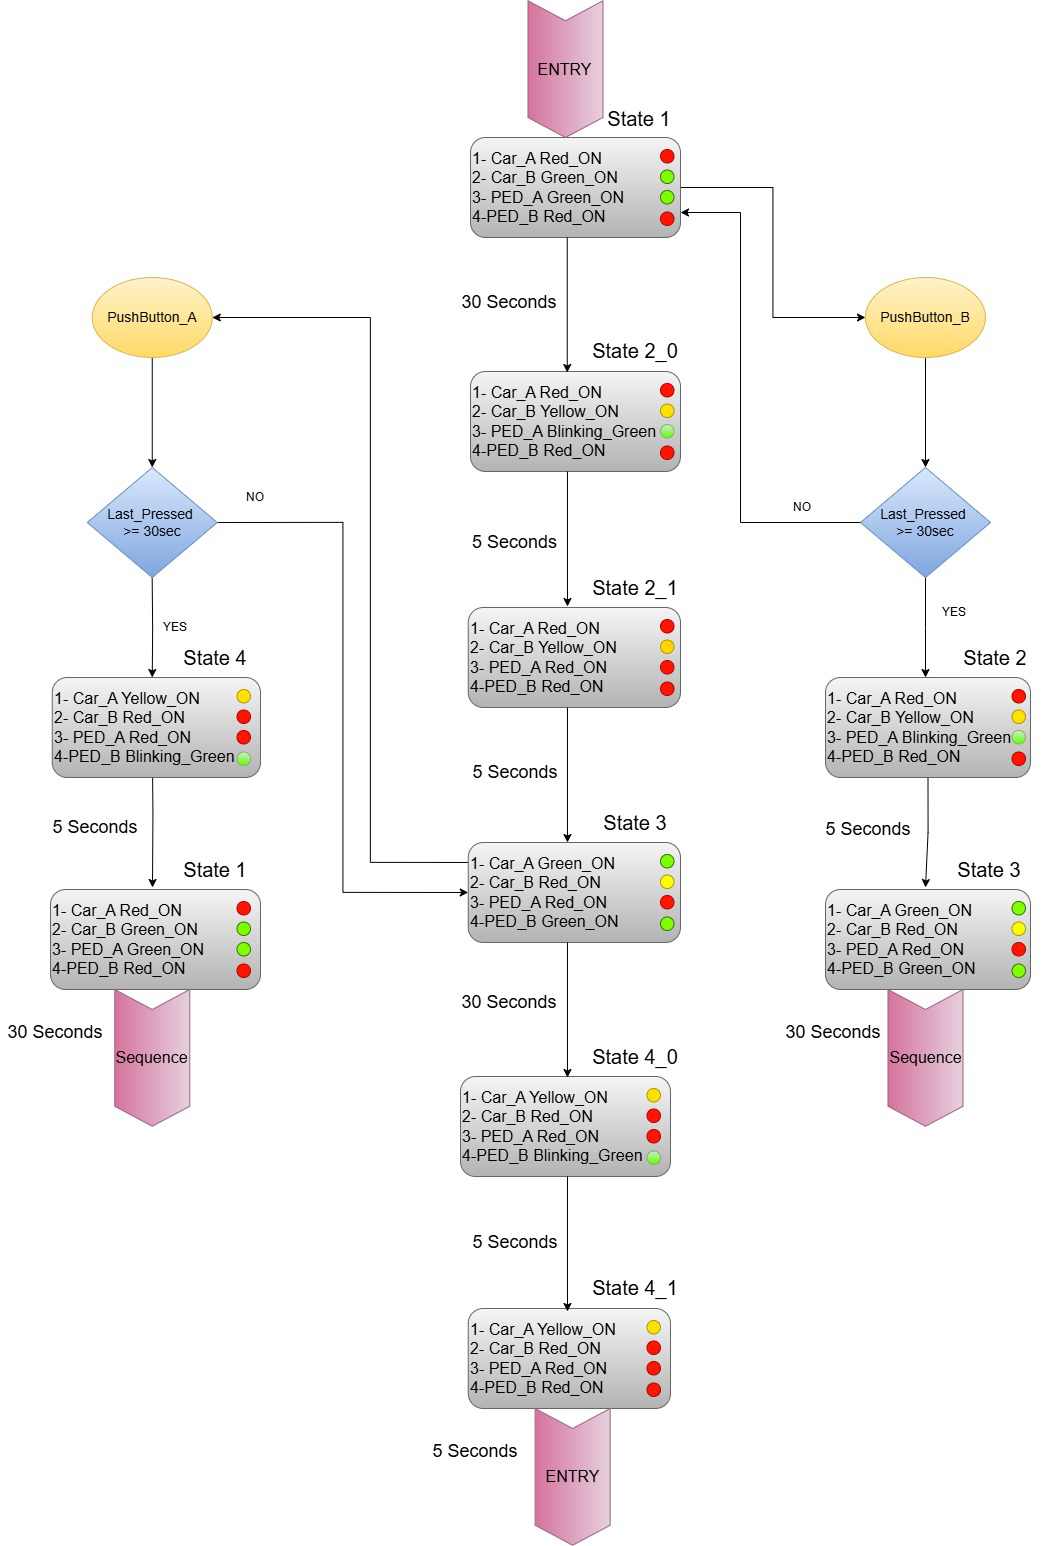 ENTRY
State 1
1- Car_A Red_ON
2- Car_B Green_ON
3- PED_A Green_ON
4-PED_B Red_ON
30 Seconds
PushButton_A
PushButton_B
State 2_0
1- Car_A Red_ON
2- Car_B Yellow_ON
3- PED_A Blinking_Green
4-PED_B Red_ON
NO
NO
Last_Pressed
>= 30sec
Last_Pressed
>= 30sec
5 Seconds
YES
YES
State 2_1
1- Car_A Red_ON
2- Car_B Yellow_ON
3- PED_A Red_ON
4-PED_B Red_ON
State 4
1- Car_A Yellow_ON
2- Car_B Red_ON
3- PED_A Red_ON
4-PED_B Blinking_Green
State 2
1- Car_A Red_ON
2- Car_B Yellow_ON
3- PED_A Blinking_Green
4-PED_B Red_ON
5 Seconds
5 Seconds
5 Seconds
State 3
1- Car_A Green_ON
2- Car_B Red_ON
3- PED_A Red_ON
4-PED_B Green_ON
State 1
1- Car_A Red_ON
2- Car_B Green_ON
3- PED_A Green_ON
4-PED_B Red_ON
State 3
1- Car_A Green_ON
2- Car_B Red_ON
3- PED_A Red_ON
4-PED_B Green_ON
30 Seconds
Sequence
30 Seconds
30 Seconds
Sequence
State 4_0
1- Car_A Yellow_ON
2- Car_B Red_ON
3- PED_A Red_ON
4-PED_B Blinking_Green
5 Seconds
State 4_1
1- Car_A Yellow_ON
2- Car_B Red_ON
3- PED_A Red_ON
4-PED_B Red_ON
5 Seconds
ENTRY